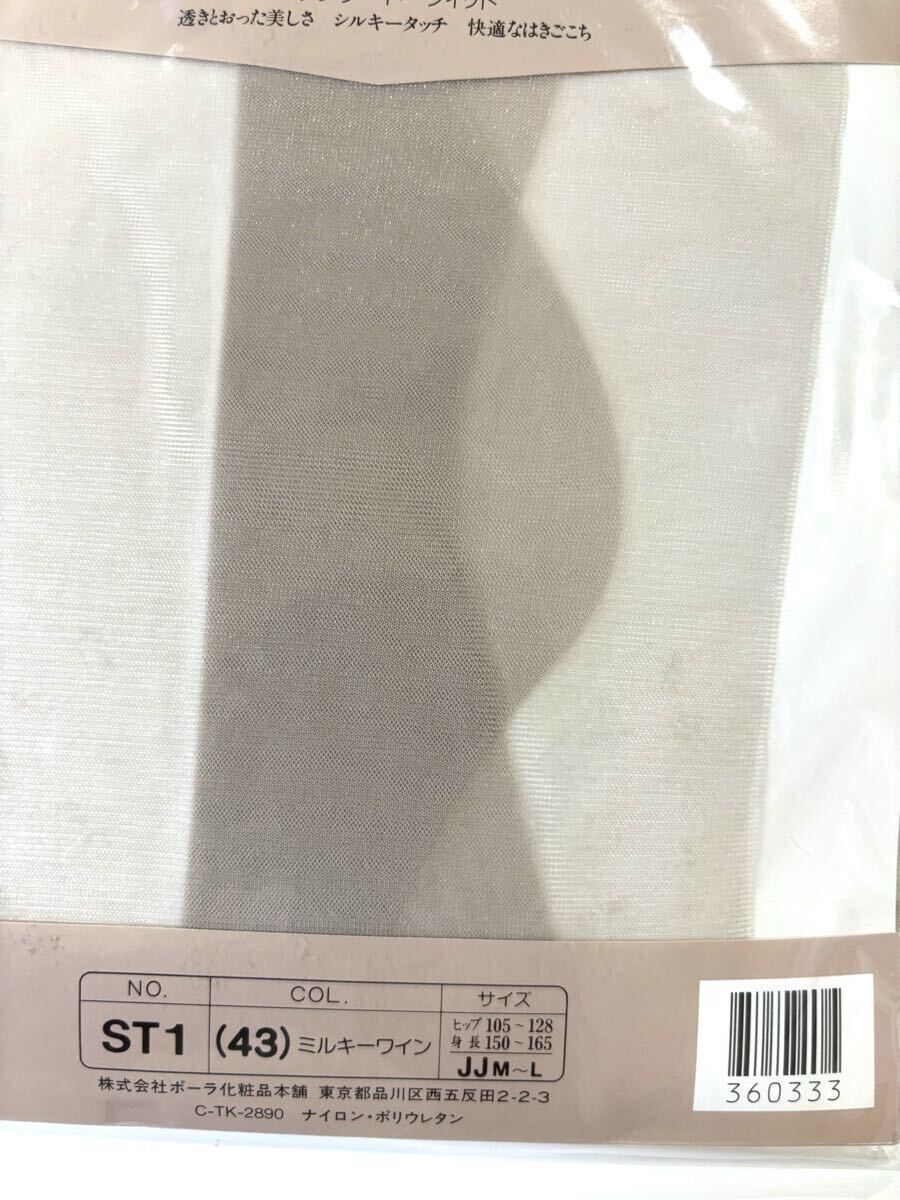 透きとおった美しさ シルキータッチ 快適なはきごこち
NO. COL. サイズ
ST1 (43)ミルキーワイン ヒップ 105~128
身長 150~165
JJM~L
株式会社ポーラ化粧品本舗 東京都品川区西五反田2-2-3
C-TK-2890 ナイロン・ポリウレタン
360333